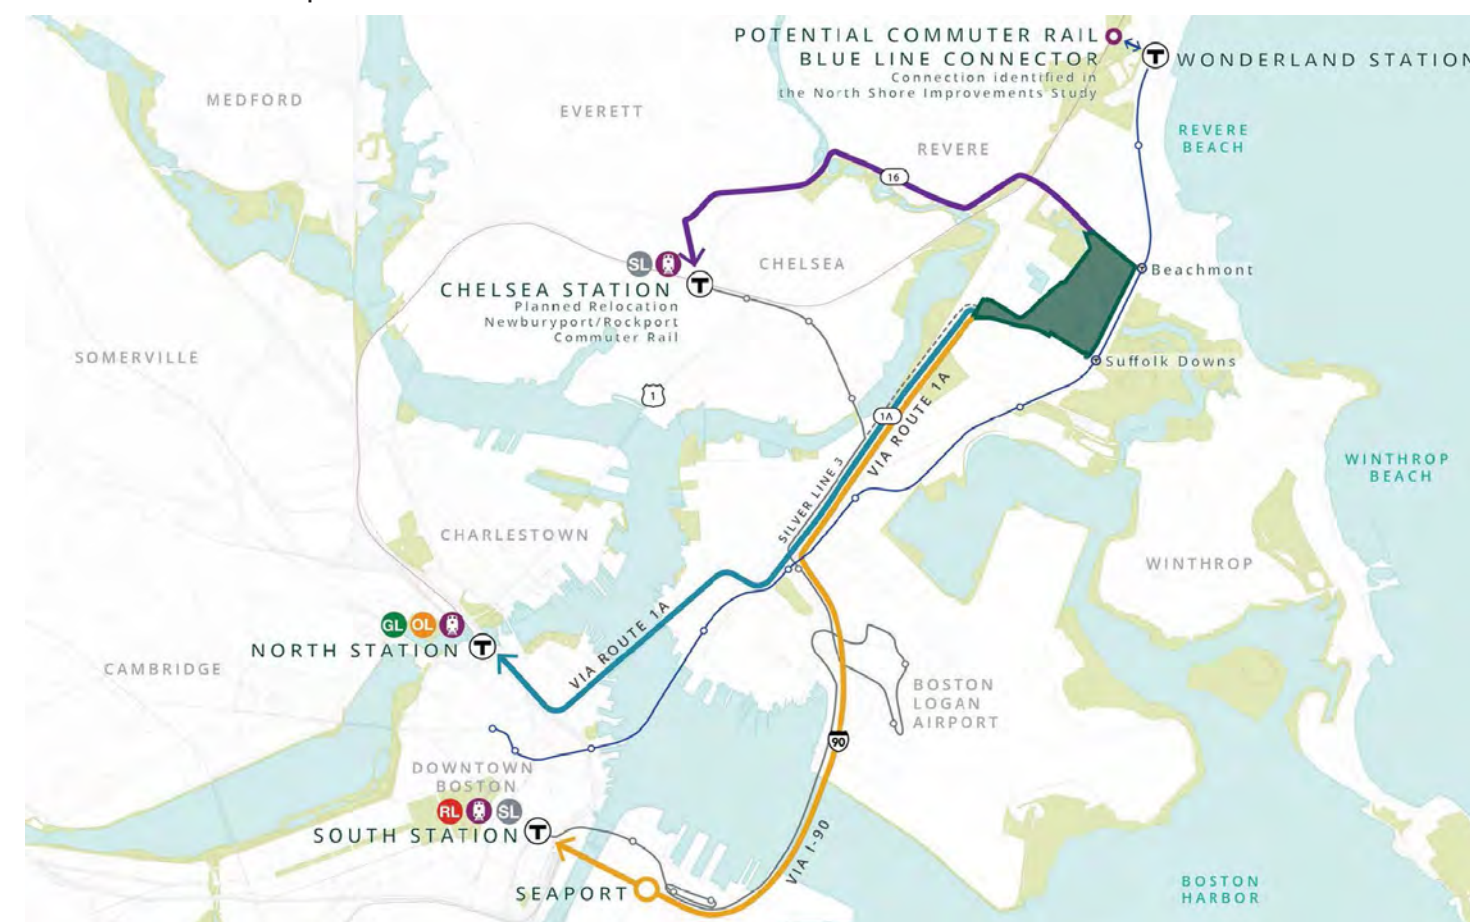 POTENTIAL COMMUTER RAIL
BLUE LINE CONNECTOR
Connection identified in
the North Shore Improvements Study
T
WONDERLAND STATION
MEDFORD
EVERETT
REVERE
BEACH
REVERE
16
SL
CHELSEA
CHELSEA STATION
T
Planned Relocation
Newburyport/Rockport
Commuter Rail
Beachmont
SOMERVILLE
Suffolk Downs
1
1A
VIA ROUTE 1A
SILVER LINE 3
WINTHROP
BEACH
CHARLESTOWN
WINTHROP
GL
OL
NORTH STATION
T
VIA ROUTE 1A
CAMBRIDGE
BOSTON
LOGAN
AIRPORT
90
DOWNTOWN
BOSTON
RL
SL
SOUTH STATION
T
VIA I-90
SEAPORT
BOSTON
HARBOR